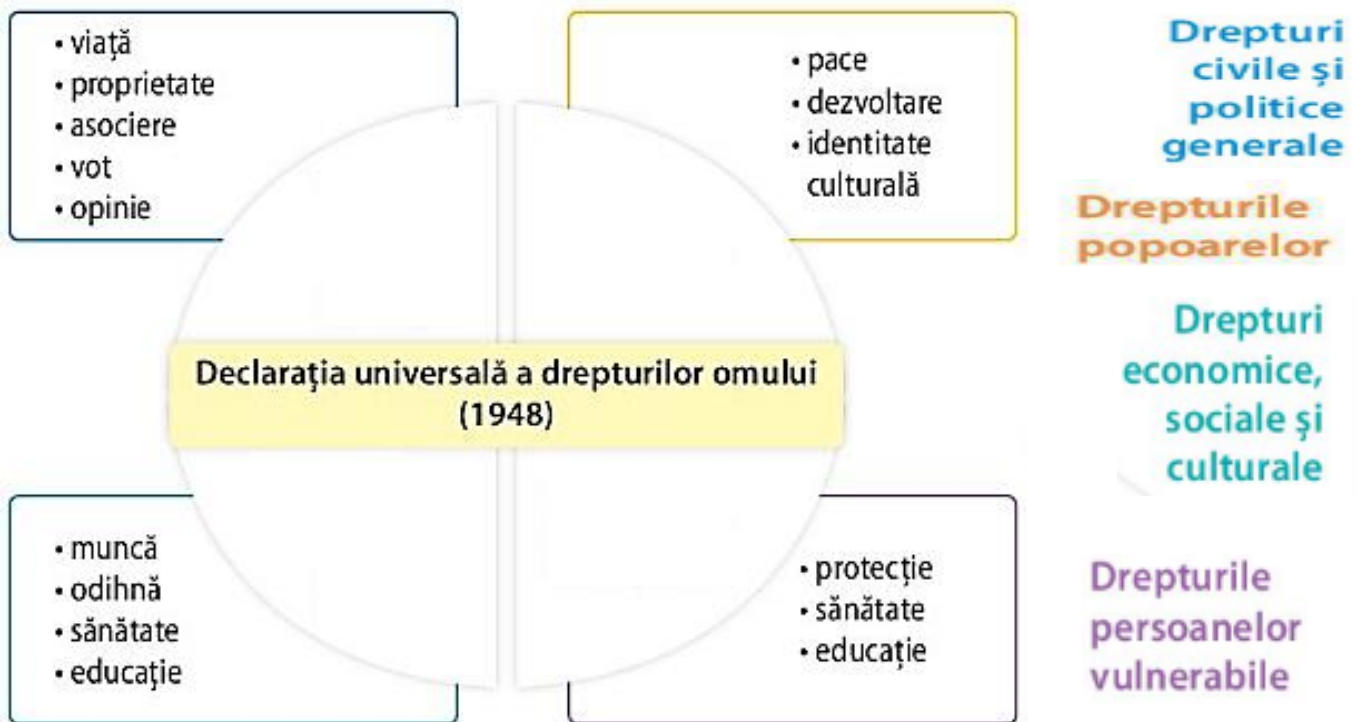 • viață
• proprietate
• asociere
• vot
• opinie
• pace
• dezvoltare
• identitate
culturală
Declarația universală a drepturilor omului
(1948)
• muncă
• odihnă
• sănătate
• educație
• protecție
• sănătate
• educație
Drepturi
civile și
politice
generale
Drepturile
popoarelor
Drepturi
economice,
sociale și
culturale
Drepturile
persoanelor
vulnerabile